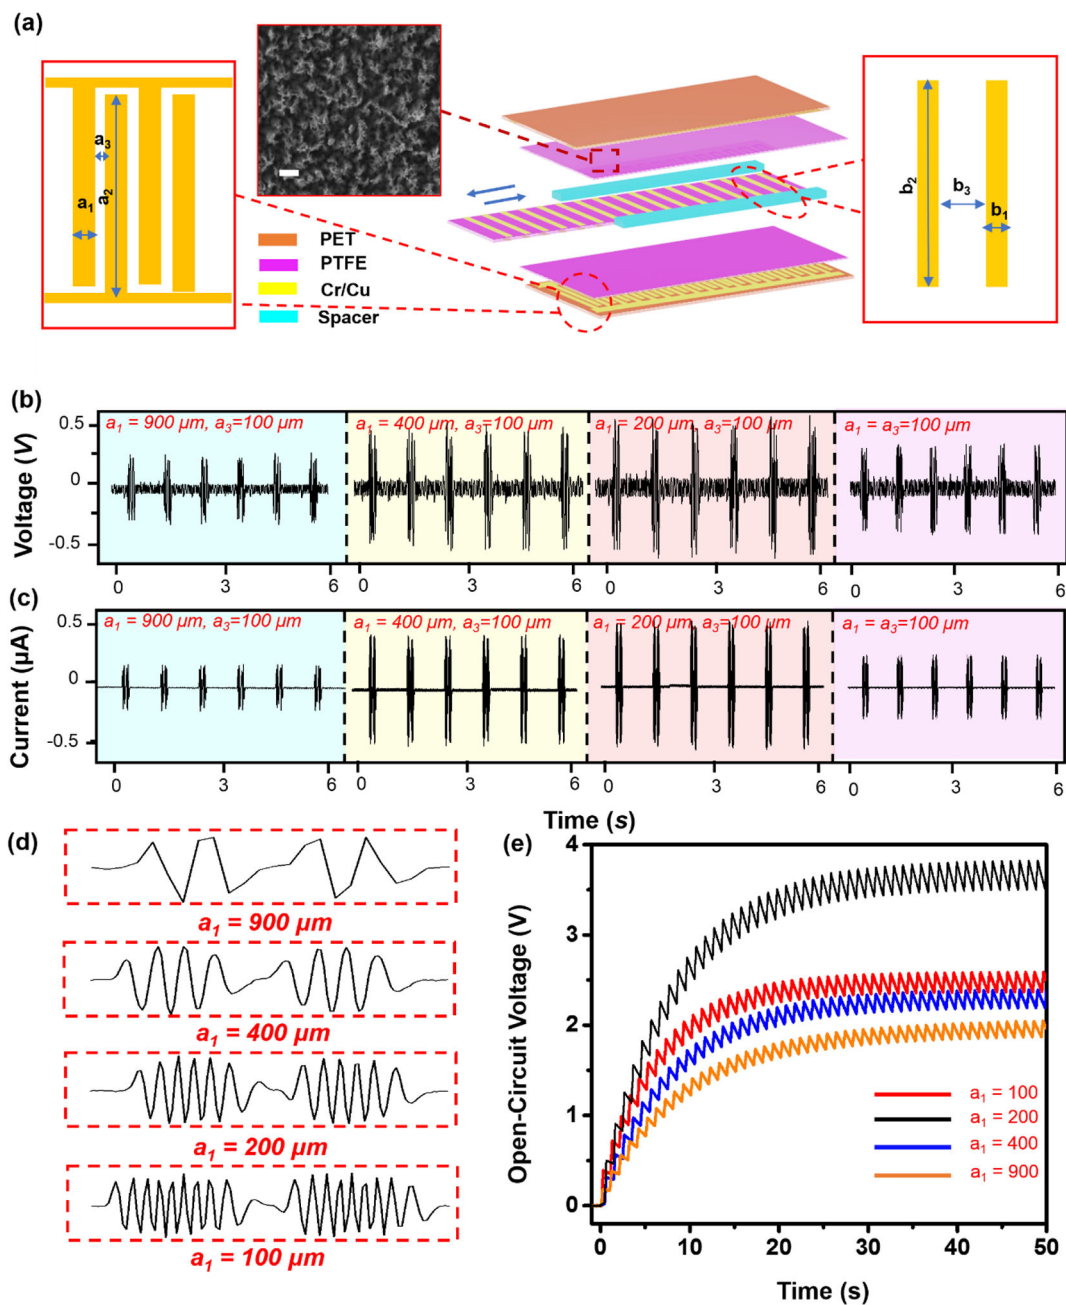 (a)
a3
a2
a1
PET
PTFE
Cr/Cu
Spacer
b2
b3
b1
(b)
Voltage (V)
0.5
0
-0.5
a1 = 900 μm, a3=100 μm
a1 = 400 μm, a3=100 μm
a1 = 200 μm, a3=100 μm
a1 = a3=100 μm
0 3 6 0 3 6 0 3 6 0 3 6
(c)
Current (μA)
0.5
0
-0.5
a1 = 900 μm, a3=100 μm
a1 = 400 μm, a3=100 μm
a1 = 200 μm, a3=100 μm
a1 = a3=100 μm
0 3 6 0 3 6 0 3 6 0 3 6
Time (s)
(d)
a1 = 900 μm
a1 = 400 μm
a1 = 200 μm
a1 = 100 μm
(e)
Open-Circuit Voltage (V)
4
3
2
1
0
a1 = 100
a1 = 200
a1 = 400
a1 = 900
0 10 20 30 40 50
Time (s)